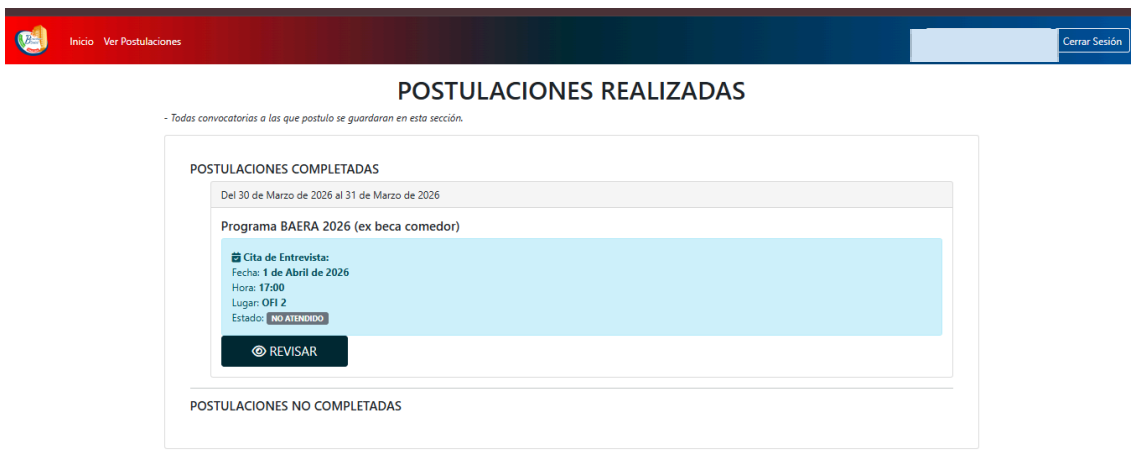 Inicio Ver Postulaciones
Cerrar Sesión
POSTULACIONES REALIZADAS
- Todas convocatorias a las que postulo se guardaran en esta sección.
POSTULACIONES COMPLETADAS
Del 30 de Marzo de 2026 al 31 de Marzo de 2026
Programa BAERA 2026 (ex beca comedor)
Cita de Entrevista:
Fecha: 1 de Abril de 2026
Hora: 17:00
Lugar: OFI 2
Estado: NO ATENDIDO
REVISAR
POSTULACIONES NO COMPLETADAS